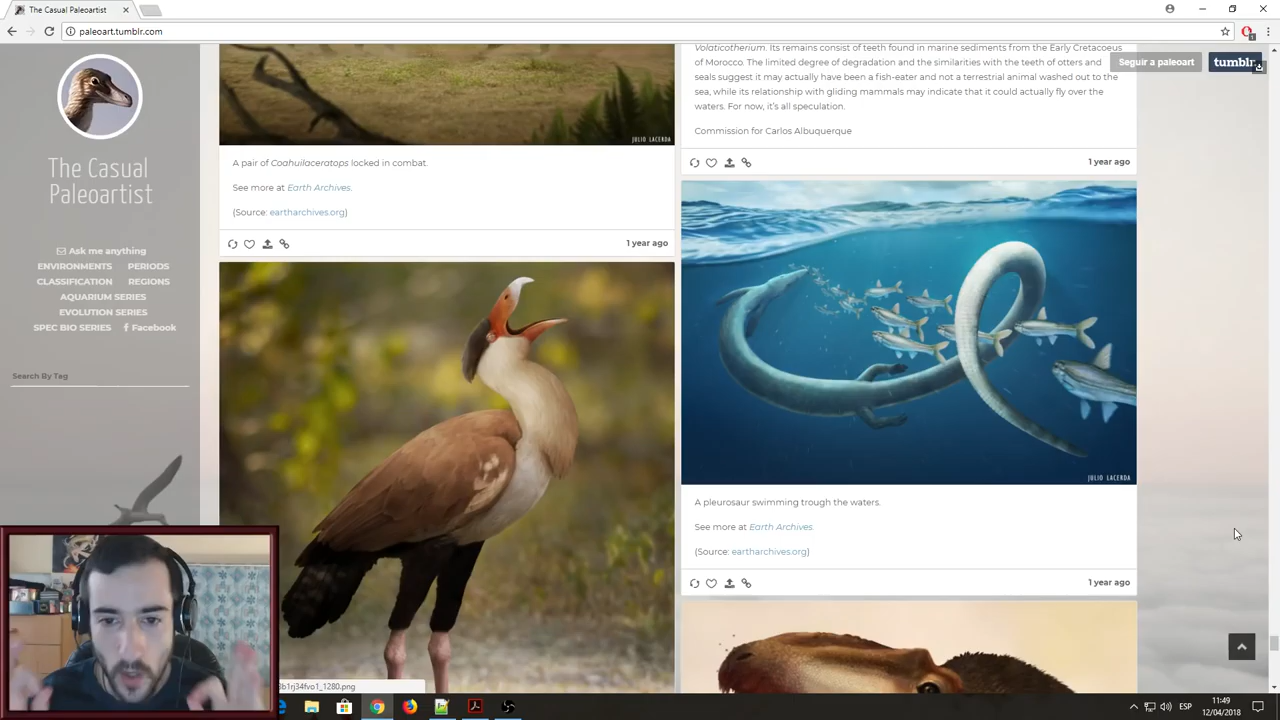 The Casual Paleoartist
paleoart.tumblr.com
The Casual
Paleoartist
Ask me anything
ENVIRONMENTS PERIODS
CLASSIFICATION REGIONS
AQUARIUM SERIES
EVOLUTION SERIES
SPEC BIO SERIES Facebook
Search By Tag
JULIO LACERDA
A pair of Coahuilaceratops locked in combat.
See more at Earth Archives.
(Source: eartharchives.org)
1 year ago
Volaticotherium. Its remains consist of teeth found in marine sediments from the Early Cretacoeus
of Morocco. The limited degree of degradation and the similarities with the teeth of otters and
seals suggest it may actually have been a fish-eater and not a terrestrial animal washed out to the
sea, while its relationship with gliding mammals may indicate that it could actually fly over the
waters. For now, it's all speculation.
Commission for Carlos Albuquerque
1 year ago
Seguir a paleoart
tumblr
JULIO LACERDA
A pleurosaur swimming trough the waters.
See more at Earth Archives.
(Source: eartharchives.org)
1 year ago
ESP
11:49
12/04/2018